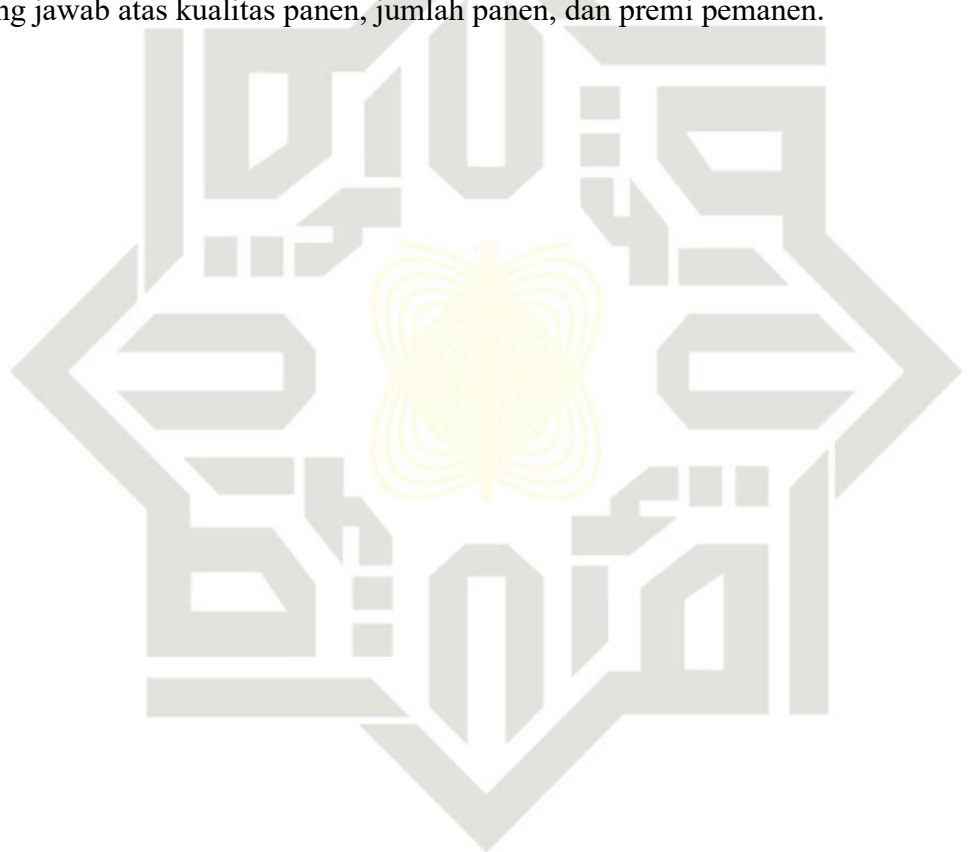 ng jawab atas kualitas panen, jumlah panen, dan premi pemanen.